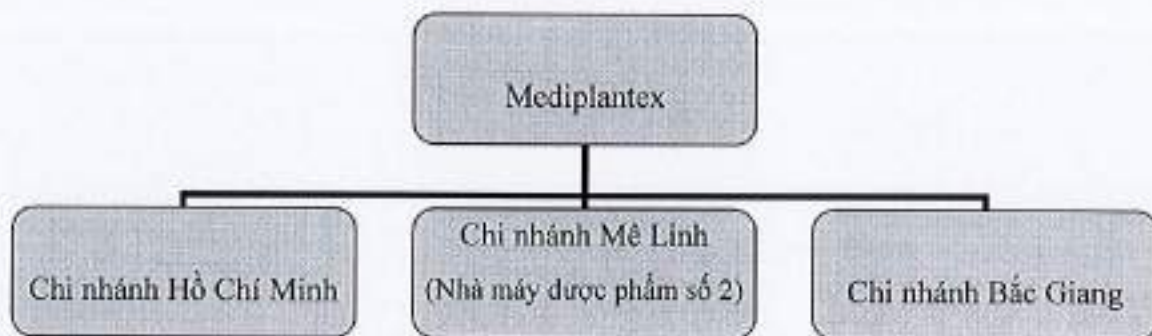 Mediplantex
Chi nhánh Hồ Chí Minh
Chi nhánh Mê Linh
(Nhà máy dược phẩm số 2)
Chi nhánh Bắc Giang